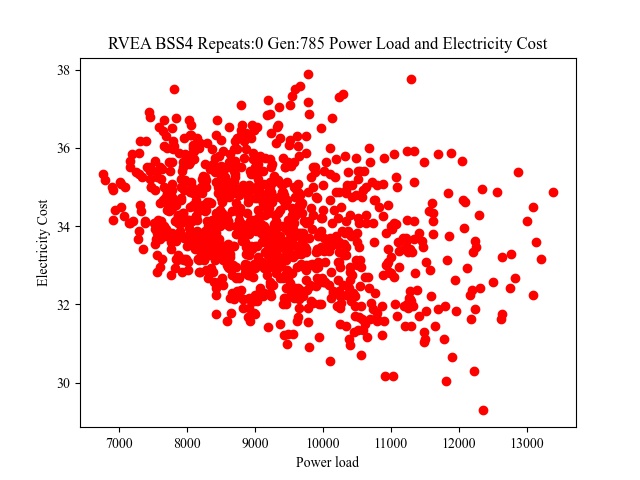 RVEA BSS4 Repeats:0 Gen:785 Power Load and Electricity Cost
38
36
34
32
30
Electricity Cost
7000 8000 9000 10000 11000 12000 13000
Power load